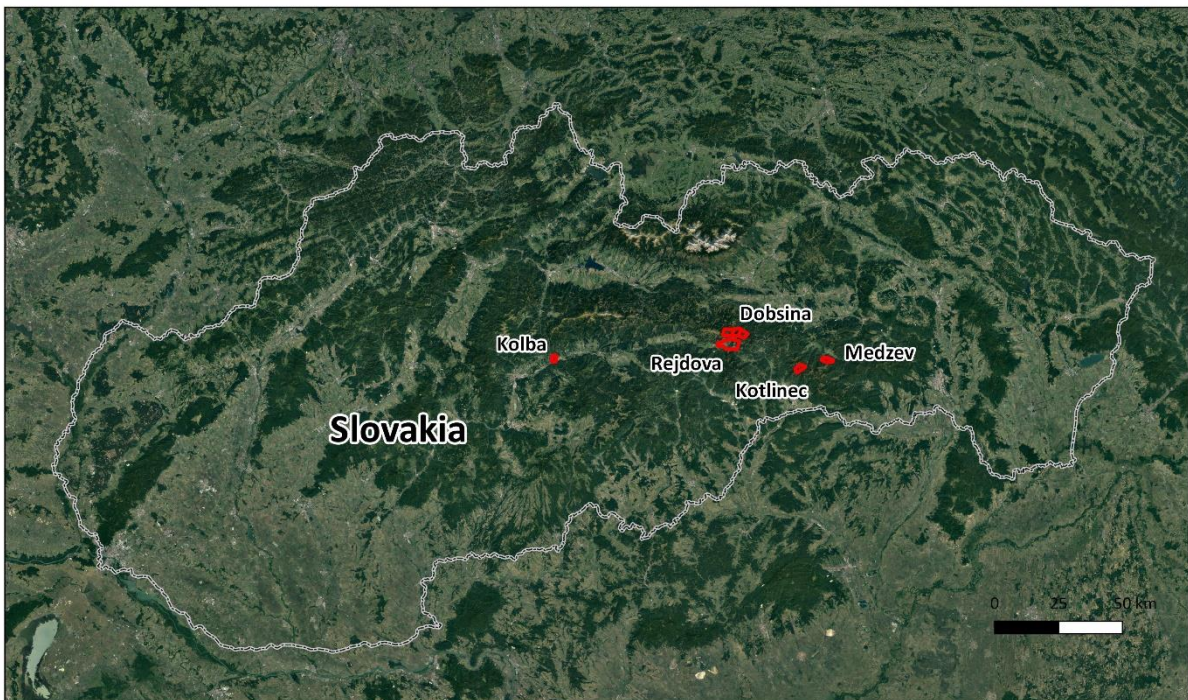 Dobsina
Kolba
Rejdova
Medzev
Kotlinec
Slovakia
0 25 50 km